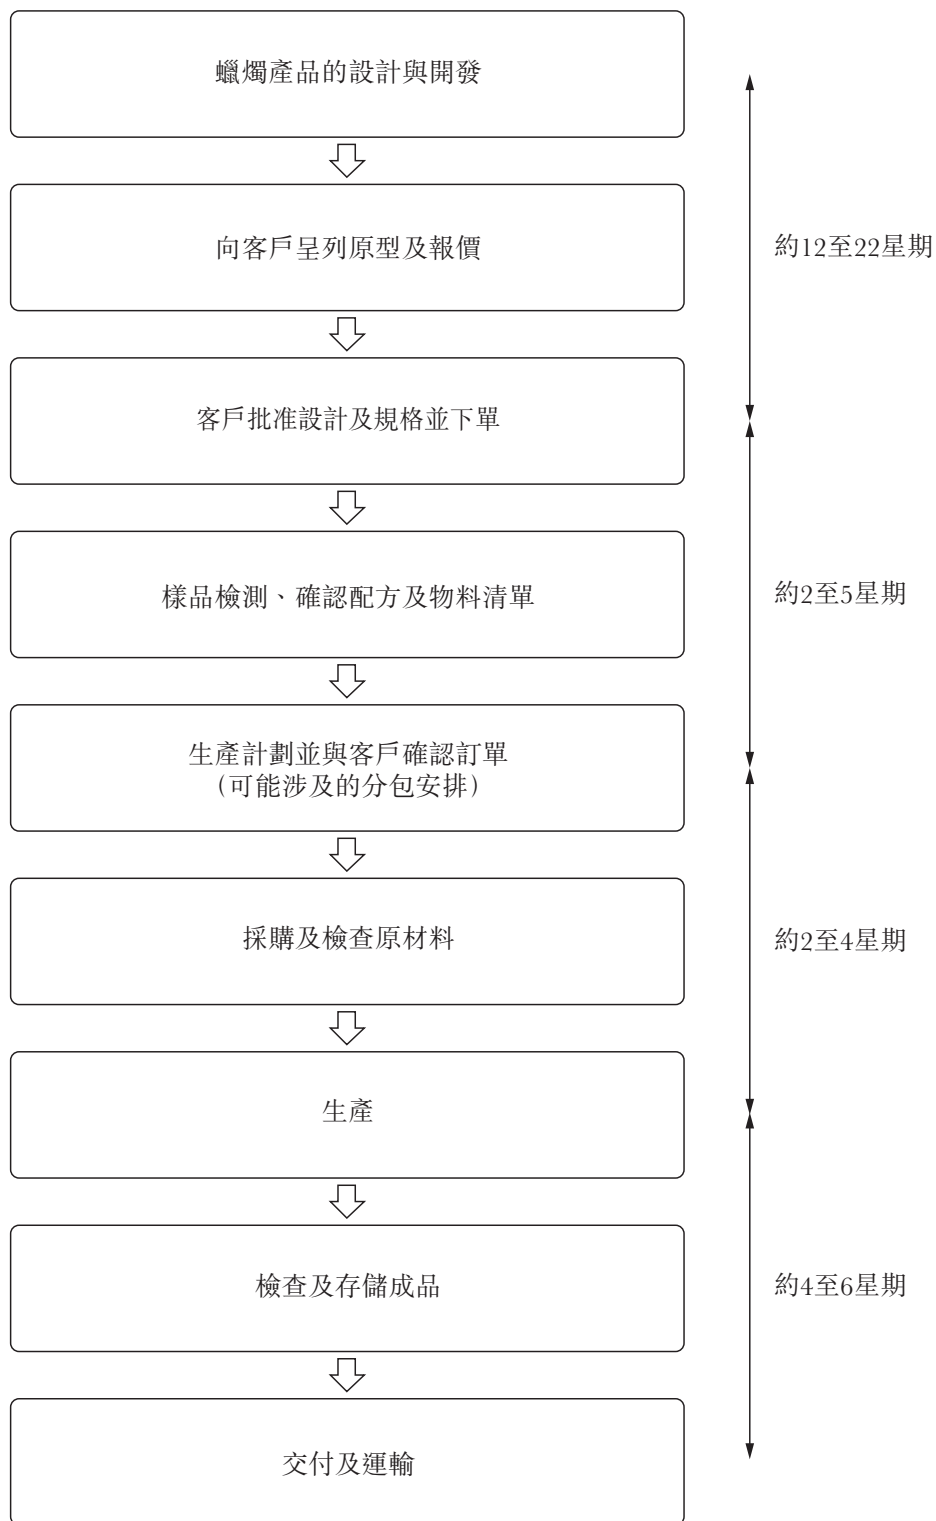 蠟燭產品的設計與開發
向客戶呈列原型及報價
約12至22星期
客戶批准設計及規格並下單
樣品檢測、確認配方及物料清單
約2至5星期
生產計劃並與客戶確認訂單
（可能涉及的分包安排）
採購及檢查原材料
約2至4星期
生產
檢查及存儲成品
約4至6星期
交付及運輸